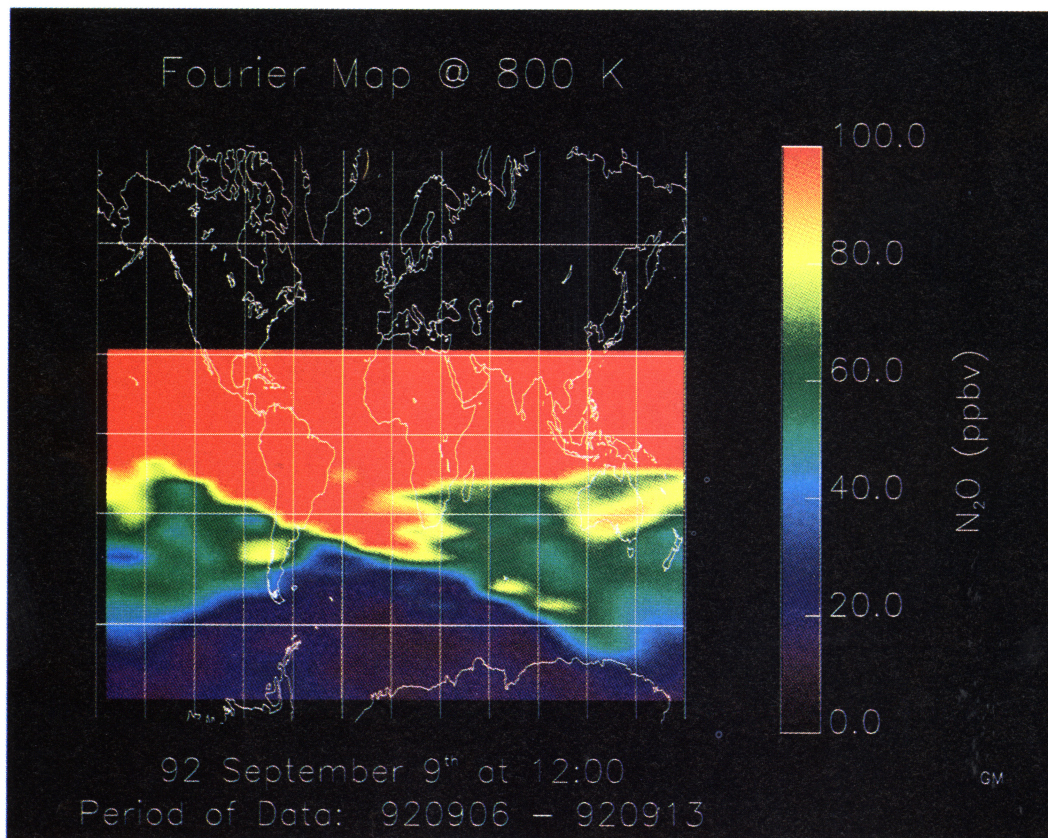 Fourier Map @ 800 K
100.0
80.0
60.0
40.0
20.0
0.0
N₂O (ppbv)
92 September 9th at 12:00
Period of Data: 920906 – 920913
GM